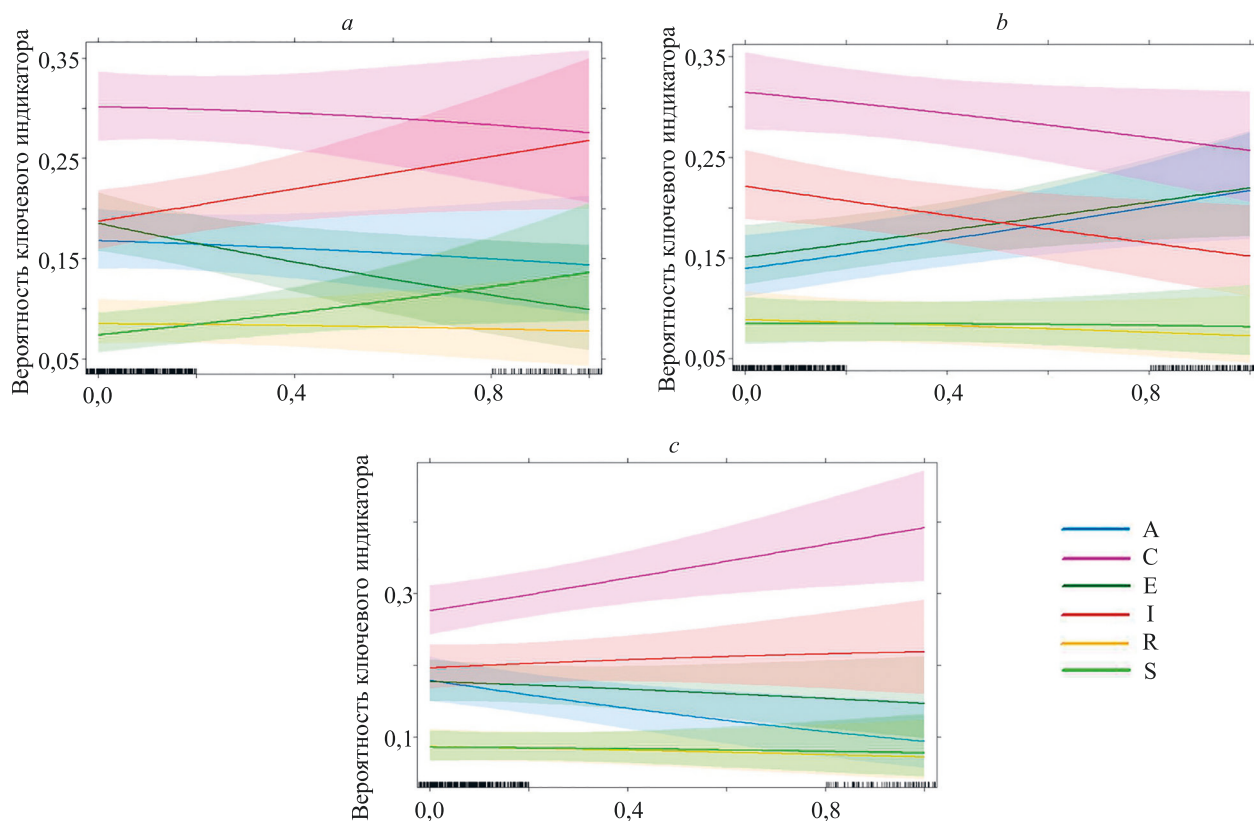 a
Вероятность ключевого индикатора
0,35
0,25
0,15
0,05
0,0 0,4 0,8
b
Вероятность ключевого индикатора
0,35
0,25
0,15
0,05
0,0 0,4 0,8
c
Вероятность ключевого индикатора
0,3
0,1
0,0 0,4 0,8
A
C
E
I
R
S